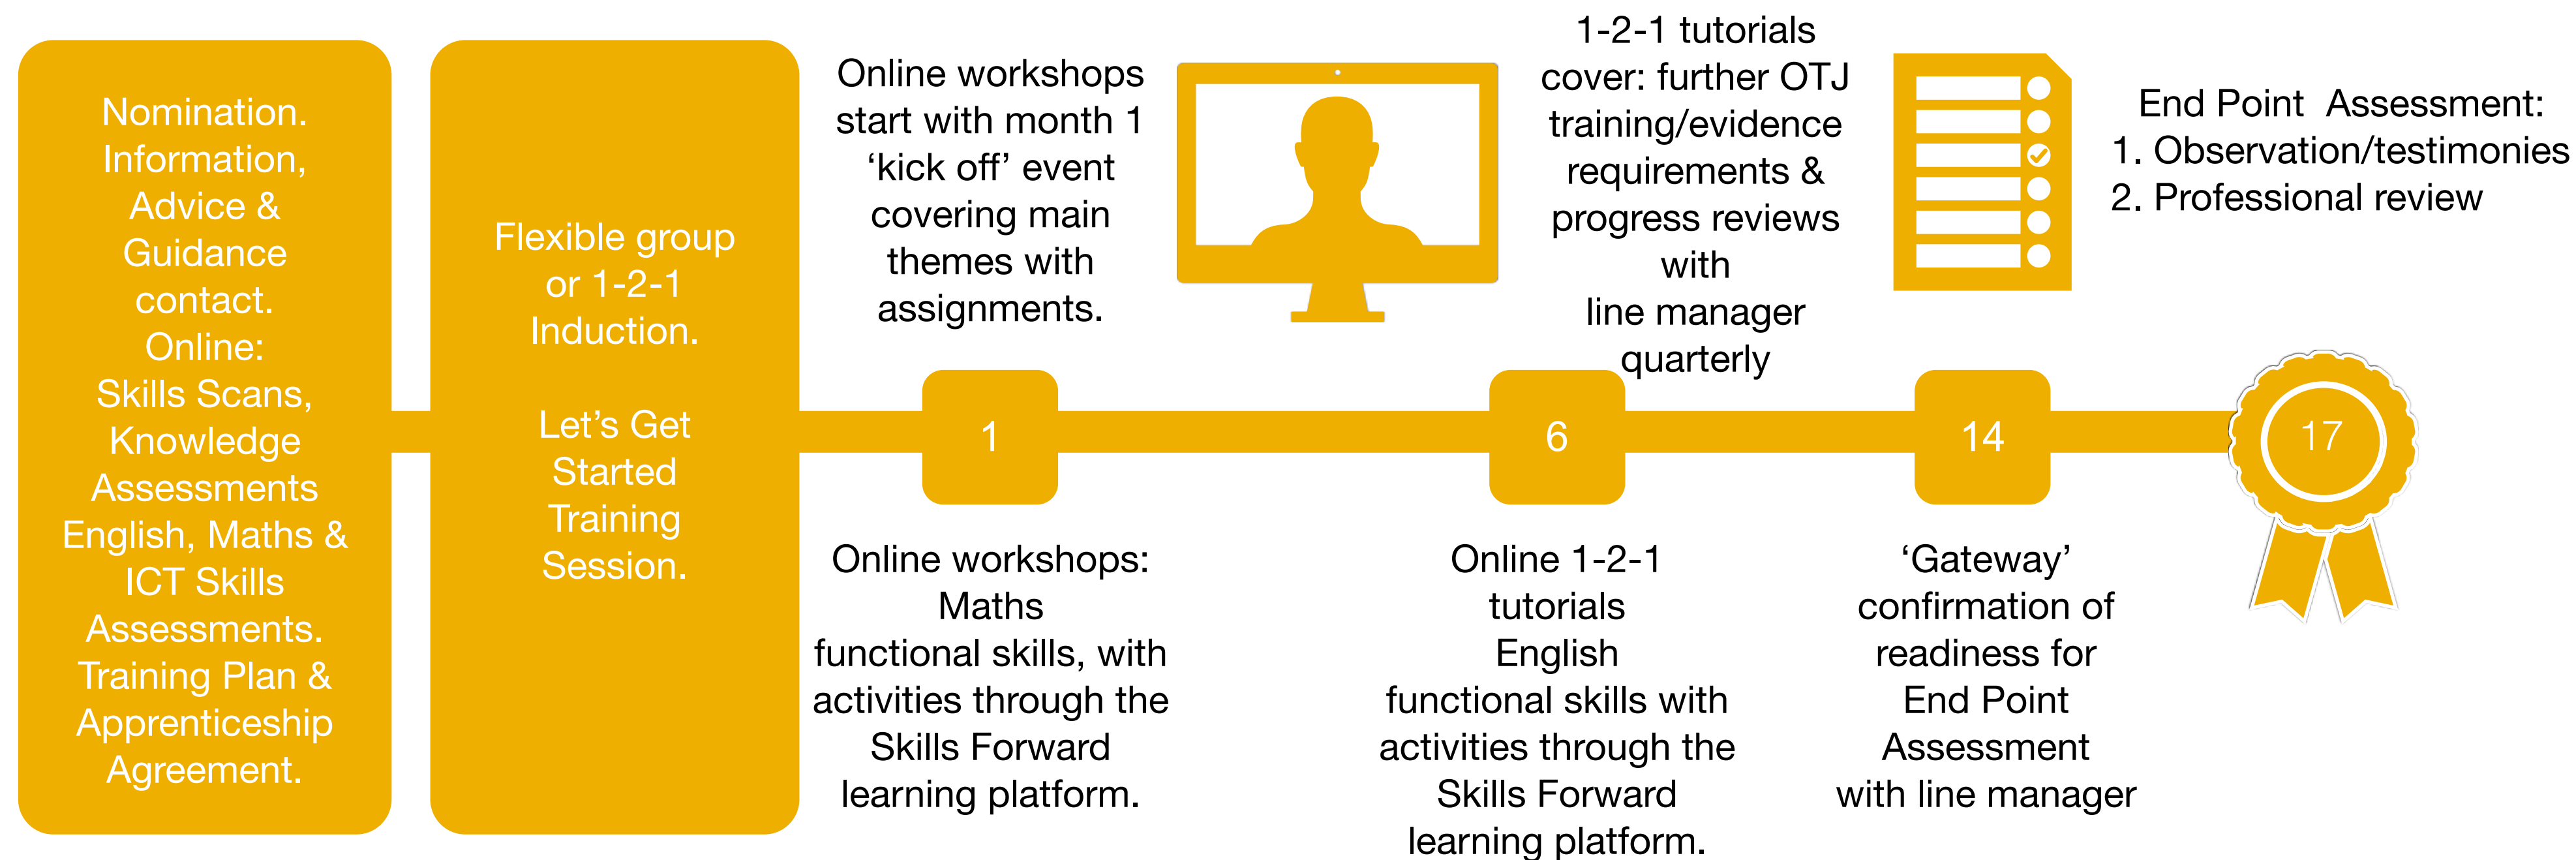 Nomination.
Information,
Advice &
Guidance
contact.
Online:
Skills Scans,
Knowledge
Assessments
English, Maths &
ICT Skills
Assessments.
Training Plan &
Apprenticeship
Agreement.
Flexible group
or 1-2-1
Induction.
Let’s Get
Started
Training
Session.
Online workshops
start with month 1
‘kick off’ event
covering main
themes with
assignments.
1
Online workshops:
Maths
functional skills, with
activities through the
Skills Forward
learning platform.
1-2-1 tutorials
cover: further OTJ
training/evidence
requirements &
progress reviews
with
line manager
quarterly
6
Online 1-2-1
tutorials
English
functional skills with
activities through the
Skills Forward
learning platform.
14
‘Gateway’
confirmation of
readiness for
End Point
Assessment
with line manager
End Point Assessment:
1. Observation/testimonies
2. Professional review
17